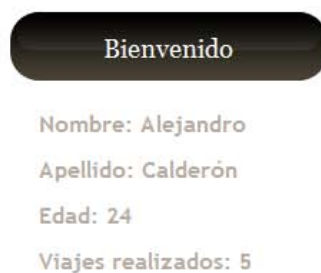 Bienvenido
Nombre: Alejandro
Apellido: Calderón
Edad: 24
Viajes realizados: 5